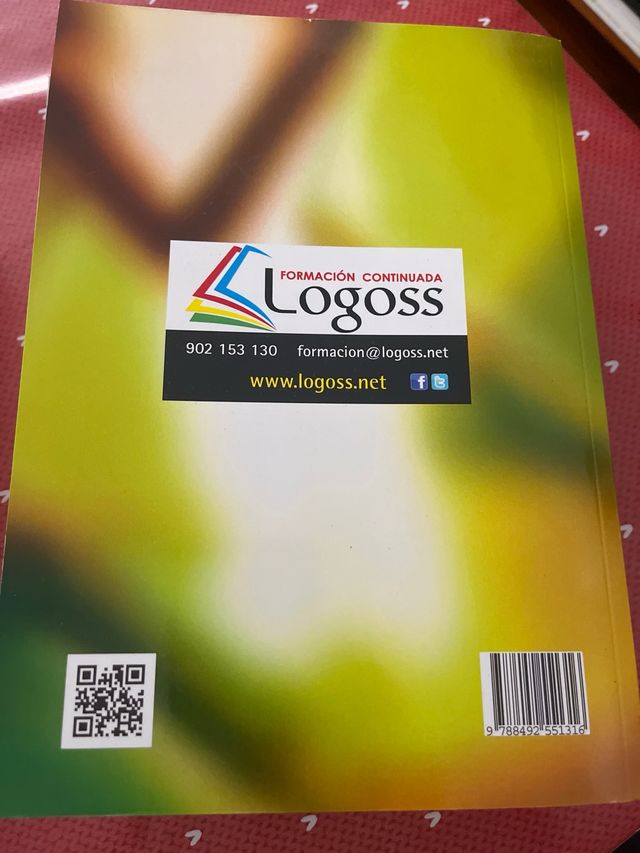 FORMACIÓN CONTINUADA
Logoss
902 153 130 formacion@logoss.net
www.logoss.net
9 788492 551316